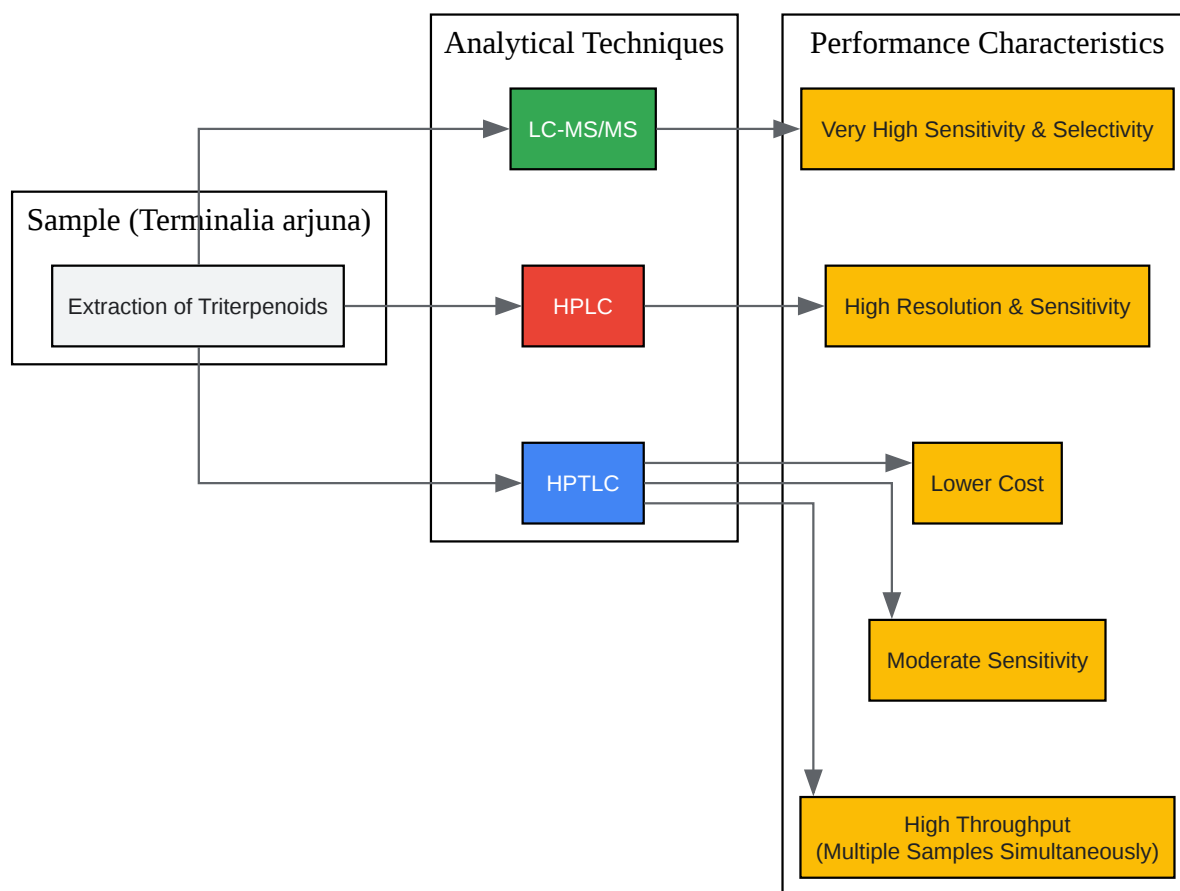 Analytical Techniques
Performance Characteristics
LC-MS/MS
Very High Sensitivity & Selectivity
Sample (Terminalia arjuna)
Extraction of Triterpenoids
HPLC
High Resolution & Sensitivity
HPTLC
Lower Cost
Moderate Sensitivity
High Throughput
(Multiple Samples Simultaneously)